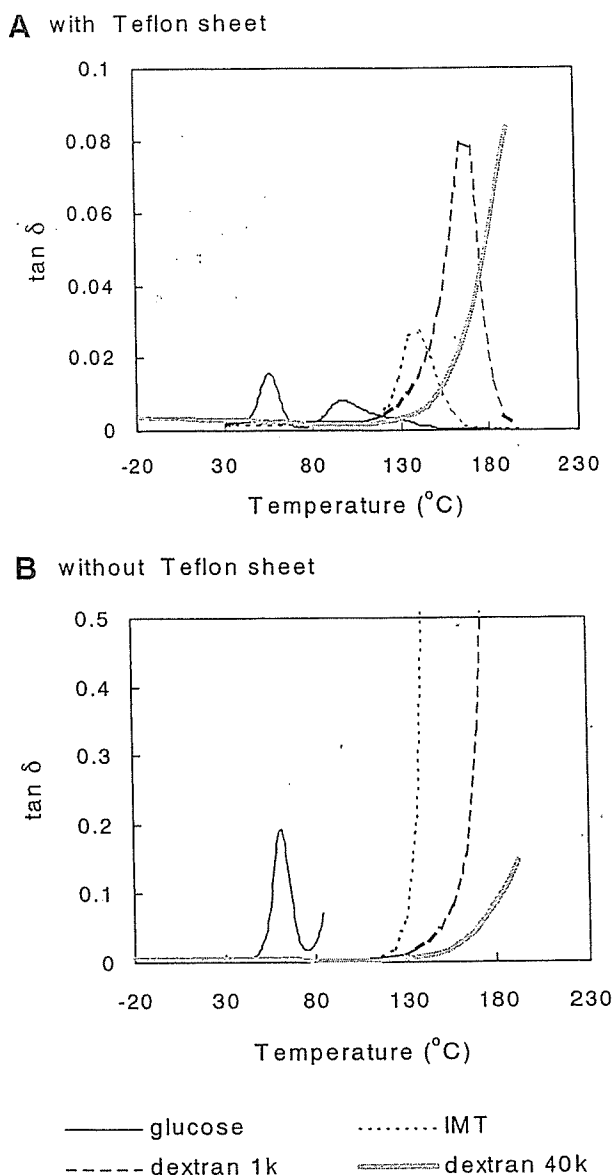 A with Teflon sheet
0.1
0.08
0.06
0.04
0.02
0
tan δ
-20 30 80 130 180 230
Temperature (°C)
B without Teflon sheet
0.5
0.4
0.3
0.2
0.1
0
tan δ
-20 30 80 130 180 230
Temperature (°C)
glucose IMT
dextran 1k dextran 40k